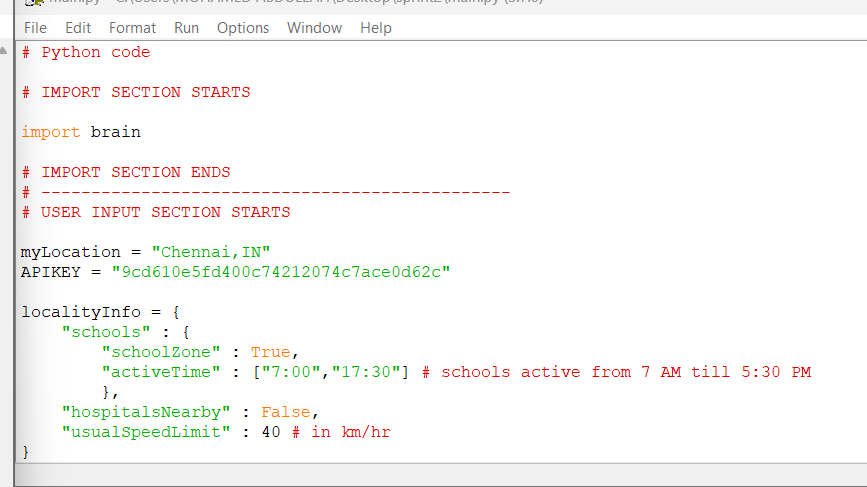 File Edit Format Run Options Window Help
# Python code
# IMPORT SECTION STARTS
import brain
# IMPORT SECTION ENDS
# -----------------------------------------------
# USER INPUT SECTION STARTS
myLocation = "Chennai,IN"
APIKEY = "9cd610e5fd400c74212074c7ace0d62c"
localityInfo = {
    "schools" : {
        "schoolZone" : True,
        "activeTime" : ["7:00","17:30"] # schools active from 7 AM till 5:30 PM
        },
    "hospitalsNearby" : False,
    "usualSpeedLimit" : 40 # in km/hr
}